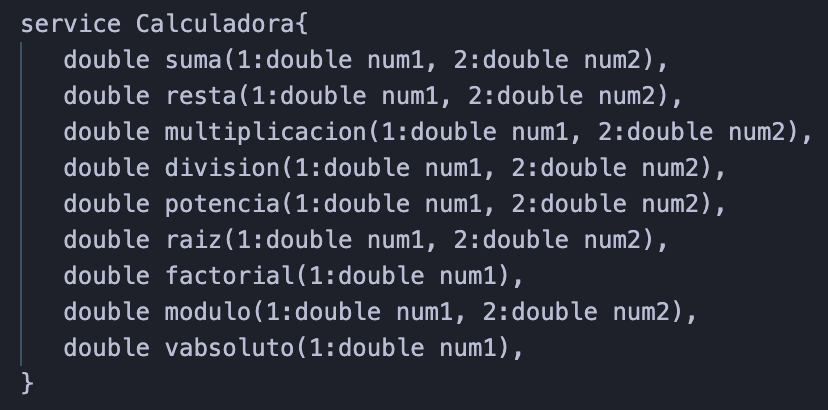 service Calculadora{
double suma(1:double num1, 2:double num2),
double resta(1:double num1, 2:double num2),
double multiplicacion(1:double num1, 2:double num2),
double division(1:double num1, 2:double num2),
double potencia(1:double num1, 2:double num2),
double raiz(1:double num1, 2:double num2),
double factorial(1:double num1),
double modulo(1:double num1, 2:double num2),
double vabsoluto(1:double num1),
}